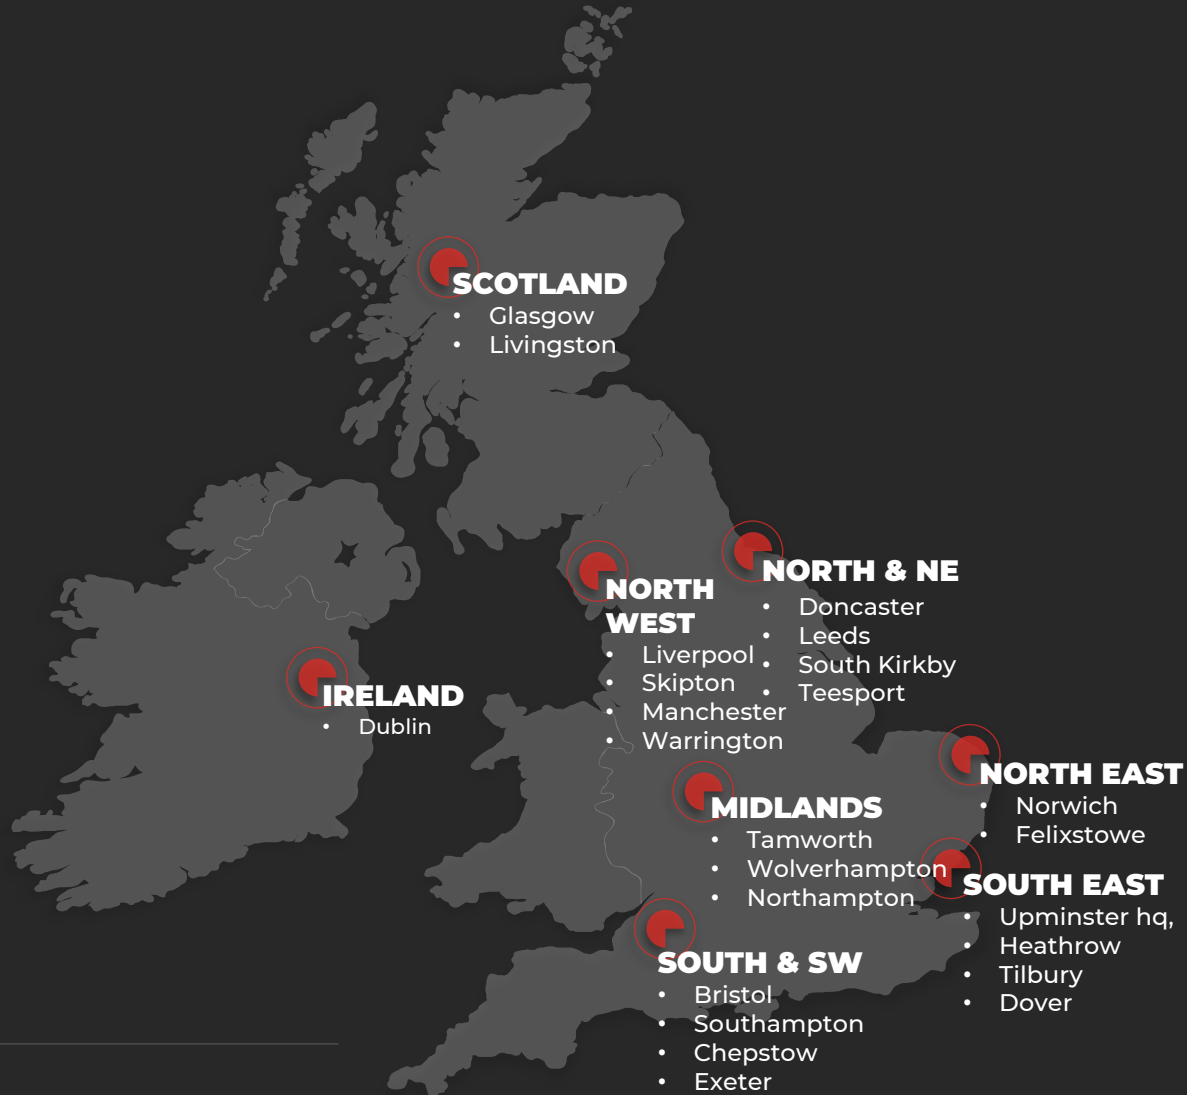 SCOTLAND
• Glasgow
• Livingston
NORTH & NE
• Doncaster
• Leeds
• South Kirkby
• Teesport
NORTH
WEST
• Liverpool
• Skipton
• Manchester
• Warrington
IRELAND
• Dublin
NORTH EAST
• Norwich
• Felixstowe
MIDLANDS
• Tamworth
• Wolverhampton
• Northampton
SOUTH EAST
• Upminster hq,
• Heathrow
• Tilbury
• Dover
SOUTH & SW
• Bristol
• Southampton
• Chepstow
• Exeter